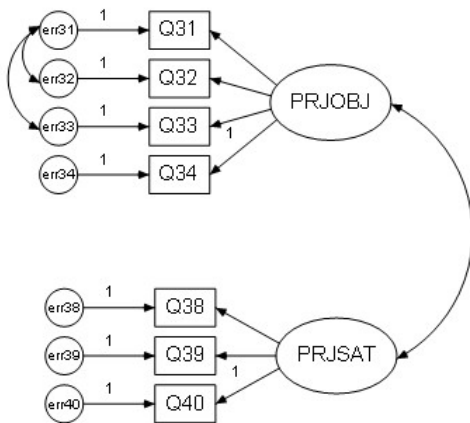 err31 1 Q31
err32 1 Q32
PRJOBJ
err33 1 Q33
1
err34 1 Q34
err38 1 Q38
err39 1 Q39
PRJSAT
1
err40 1 Q40